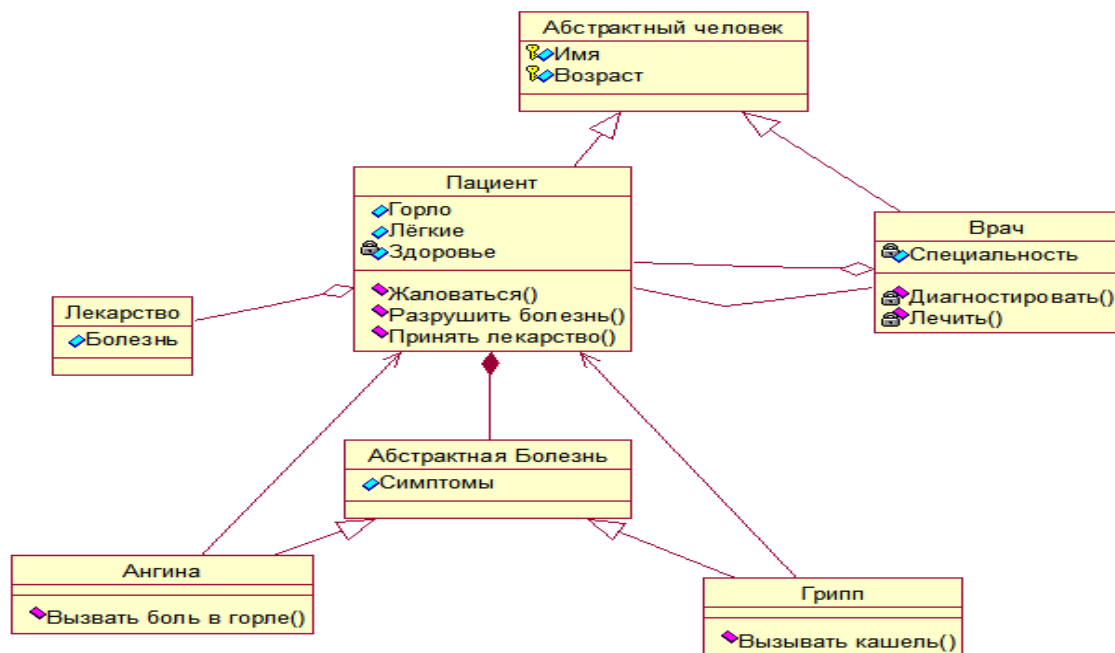 Абстрактный человек
Имя
Возраст
Пациент
Горло
Лёгкие
Здоровье
Жаловаться()
Разрушить болезнь()
Принять лекарство()
Врач
Специальность
Диагностировать()
Лечить()
Лекарство
Болезнь
Абстрактная Болезнь
Симптомы
Ангина
Вызвать боль в горле()
Грипп
Вызывать кашель()